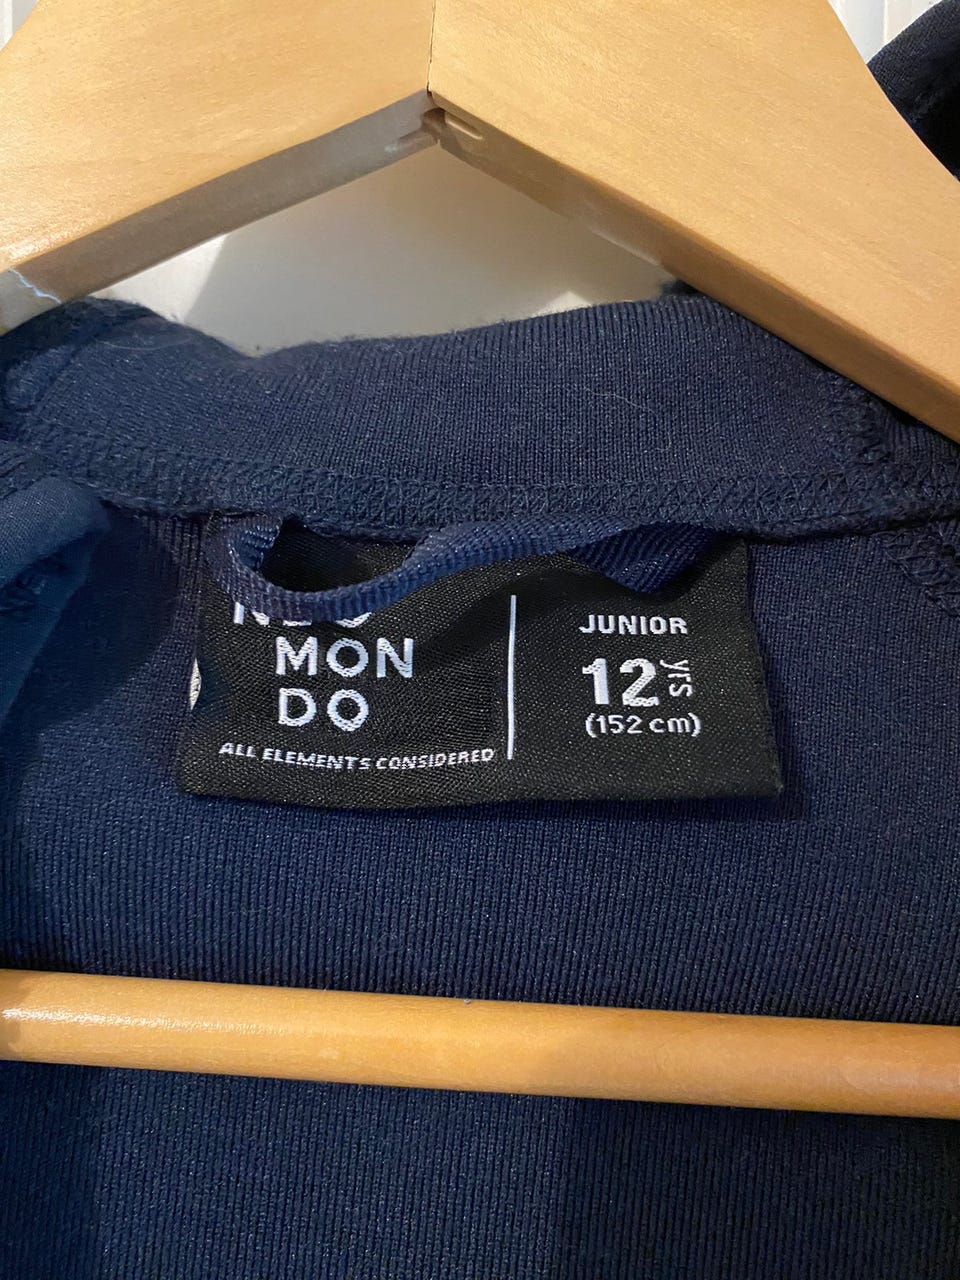 MON
DO
ALL ELEMENTS CONSIDERED
JUNIOR
12 yrs
(152 cm)